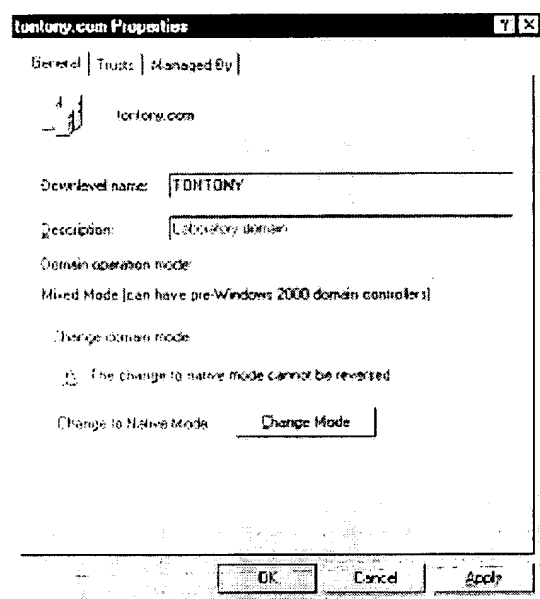 tontony.com Properties
General Trusts Managed By
tontony.com
Downlevel name: TONTONY
Description: Laboratory domain
Domain operation mode:
Mixed Mode (can have pre-Windows 2000 domain controllers)
Change domain mode
The change to native mode cannot be reversed
Change to Native Mode Change Mode
OK Cancel Apply